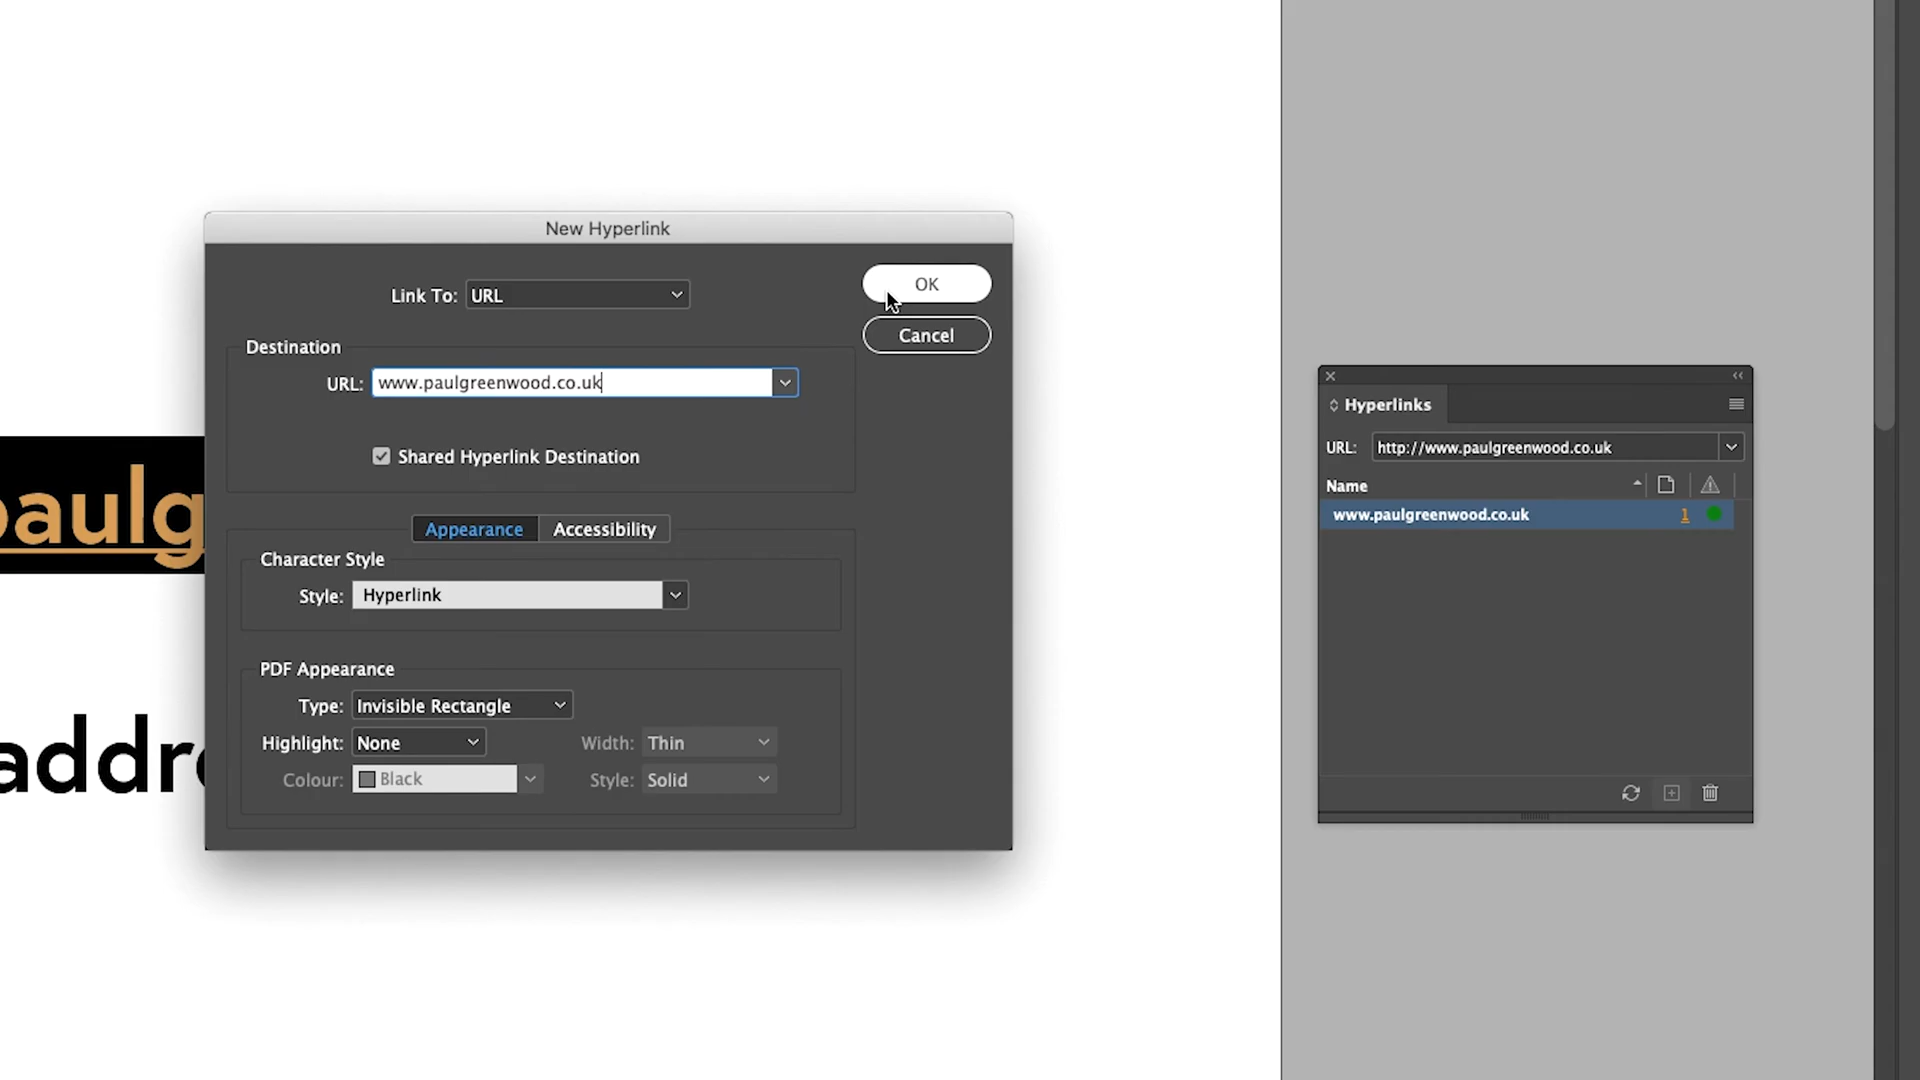 New Hyperlink
Link To: URL
OK
Cancel
Destination
URL: www.paulgreenwood.co.uk
Shared Hyperlink Destination
Appearance Accessibility
Character Style
Style: Hyperlink
PDF Appearance
Type: Invisible Rectangle
Highlight: None Width: Thin
Colour: Black Style: Solid
paulg
addre
Hyperlinks
URL: http://www.paulgreenwood.co.uk
Name
www.paulgreenwood.co.uk 1